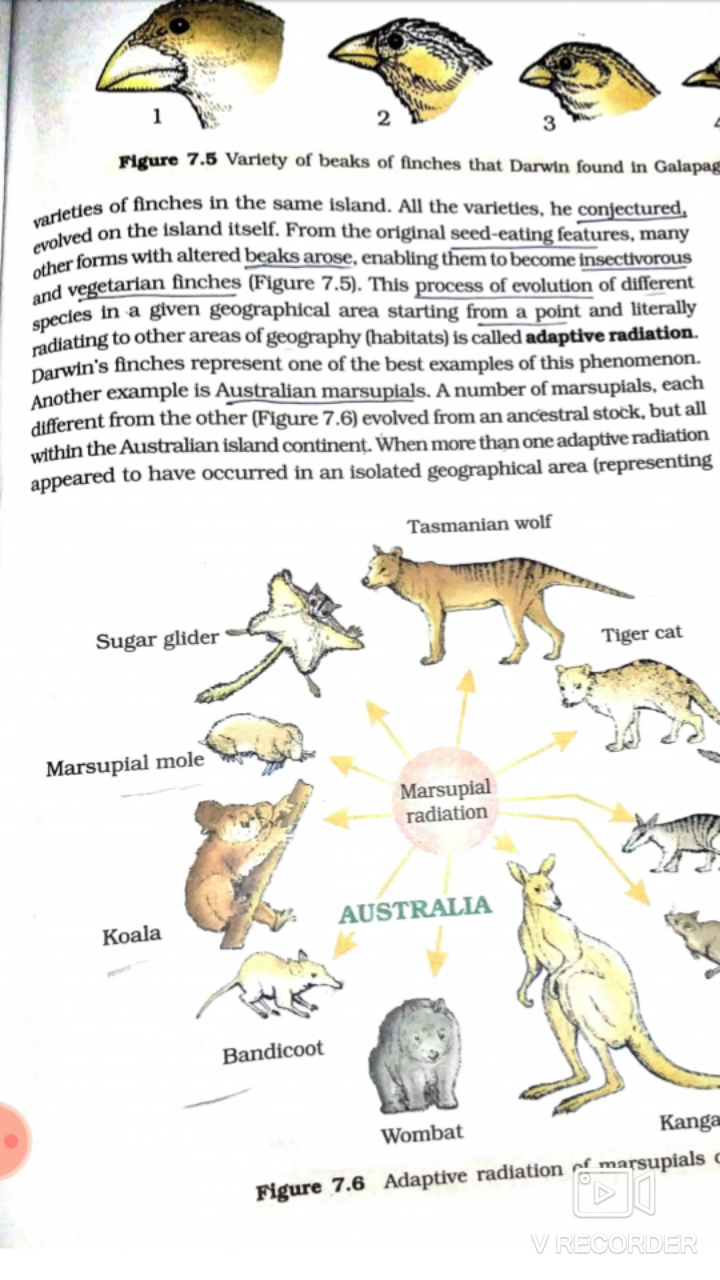 1
2
3
Figure 7.5 Variety of beaks of finches that Darwin found in Galapag
varieties of finches in the same island. All the varieties, he conjectured,
evolved on the island itself. From the original seed-eating features, many
other forms with altered beaks arose, enabling them to become insectivorous
and vegetarian finches (Figure 7.5). This process of evolution of different
species in a given geographical area starting from a point and literally
radiating to other areas of geography (habitats) is called adaptive radiation.
Darwin's finches represent one of the best examples of this phenomenon.
Another example is Australian marsupials. A number of marsupials, each
different from the other (Figure 7.6) evolved from an ancestral stock, but all
within the Australian island continent. When more than one adaptive radiation
appeared to have occurred in an isolated geographical area (representing
Tasmanian wolf
Sugar glider
Tiger cat
Marsupial mole
Marsupial
radiation
AUSTRALIA
Koala
Bandicoot
Wombat
Kanga
Figure 7.6 Adaptive radiation of marsupials
V RECORDER